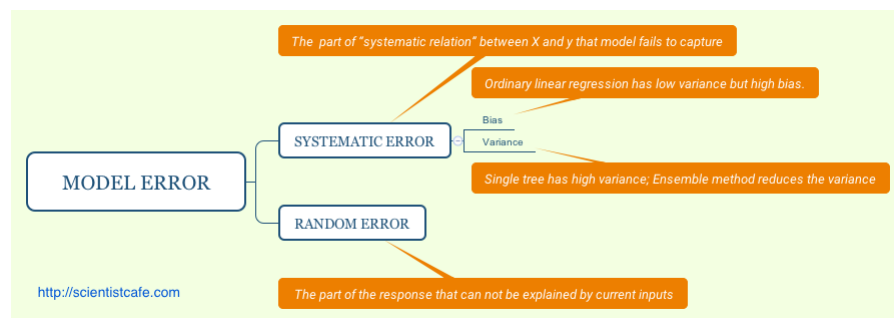 The part of “systematic relation” between X and y that model fails to capture
Ordinary linear regression has low variance but high bias.
Bias
SYSTEMATIC ERROR
Variance
MODEL ERROR
Single tree has high variance; Ensemble method reduces the variance
RANDOM ERROR
http://scientistcafe.com
The part of the response that can not be explained by current inputs